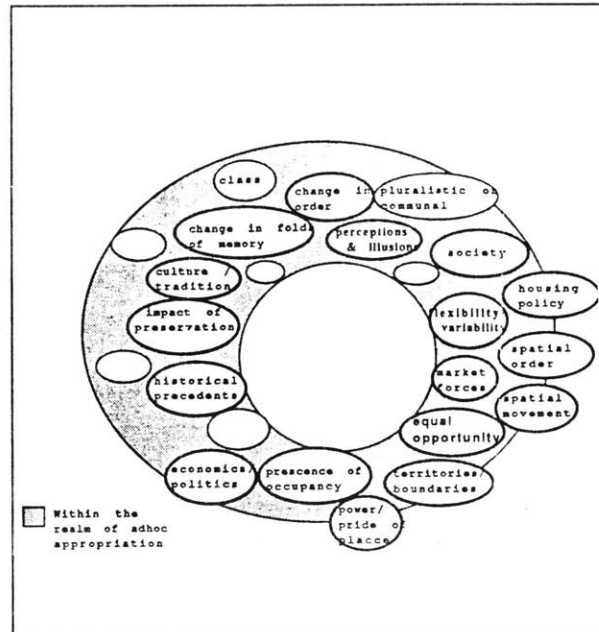 class
change in
order
pluralistic or
communal
change in folds
of memory
perceptions
& illusions
society
culture /
tradition
housing
policy
impact of
preservation
flexibility/
variability
spatial
order
historical
precedents
market
forces
spatial
movement
equal
opportunity
economics/
politics
prescence of
occupancy
territories/
boundaries
power/
pride of
placce
Within the
realm of adhoc
appropriation